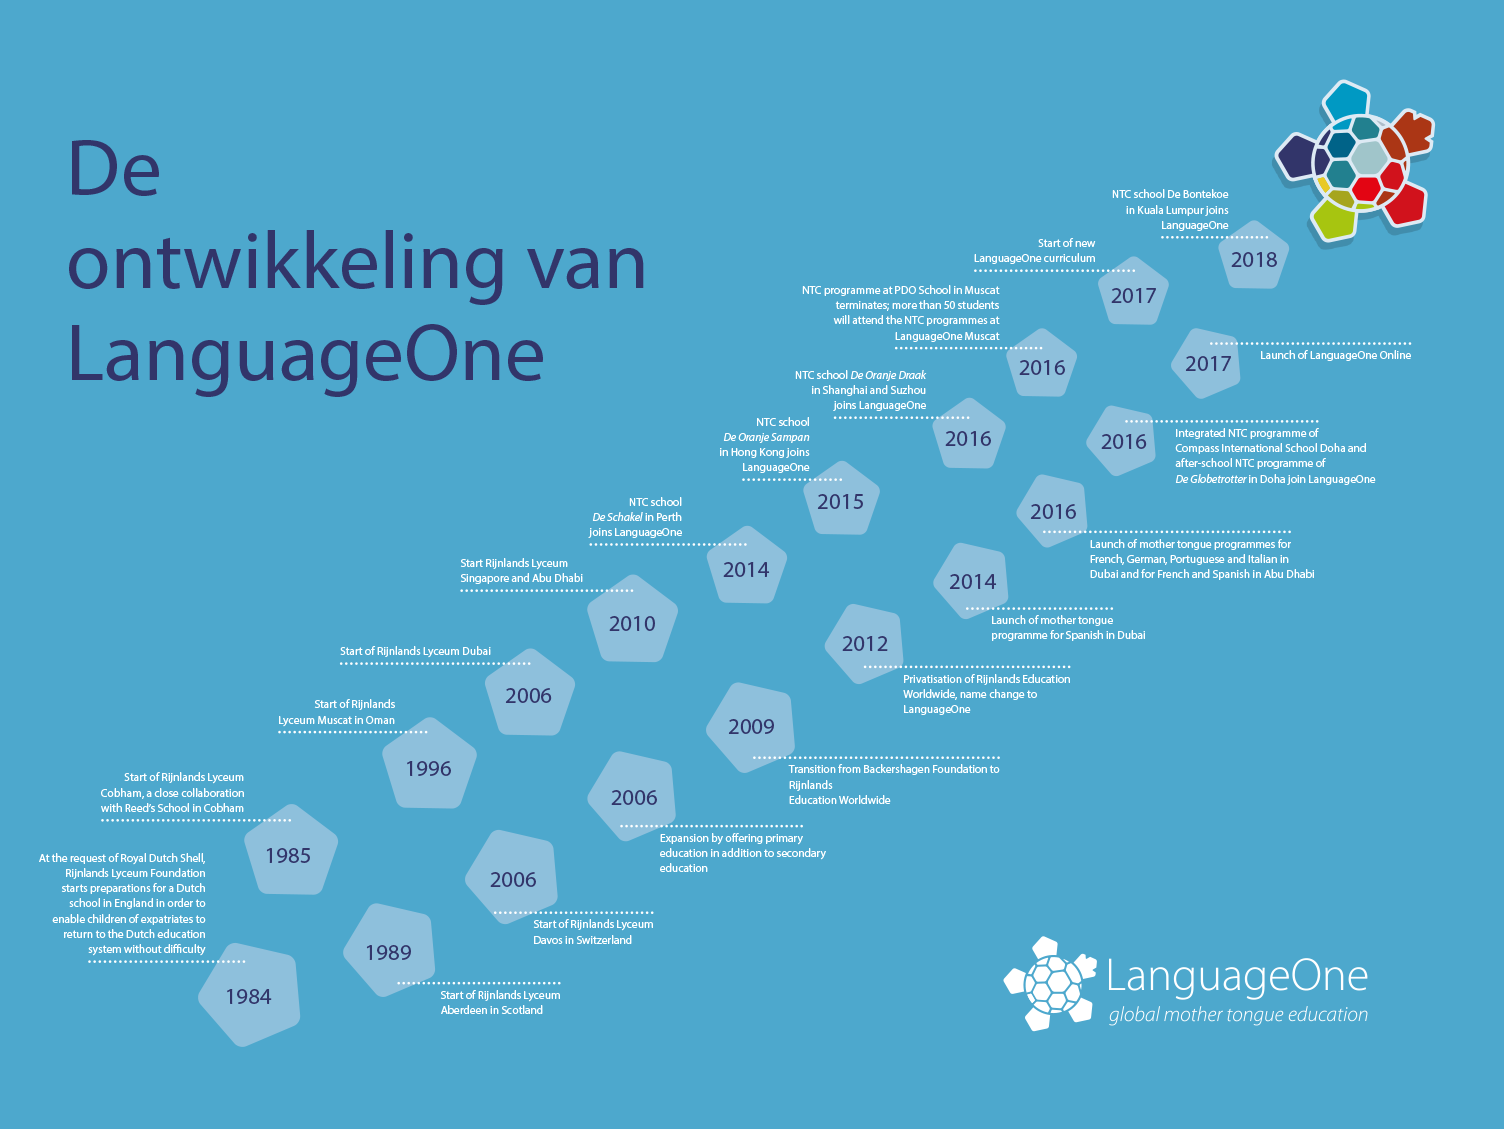 De
ontwikkeling van
LanguageOne
NTC school De Bontekoe
in Kuala Lumpur joins
LanguageOne
2018
Start of new
LanguageOne curriculum
2017
NTC programme at PDO School in Muscat
terminates; more than 50 students
will attend the NTC programmes at
LanguageOne Muscat
2016
2017
Launch of LanguageOne Online
NTC school De Oranje Draak
in Shanghai and Suzhou
joins LanguageOne
2016
2016
Integrated NTC programme of
Compass International School Doha and
after-school NTC programme of
De Globetrotter in Doha join LanguageOne
NTC school
De Oranje Sampan
in Hong Kong joins
LanguageOne
2015
2016
Launch of mother tongue programmes for
French, German, Portuguese and Italian in
Dubai and for French and Spanish in Abu Dhabi
NTC school
De Schakel in Perth
joins LanguageOne
2014
2014
Launch of mother tongue
programme for Spanish in Dubai
Start Rijnlands Lyceum
Singapore and Abu Dhabi
2010
2012
Privatisation of Rijnlands Education
Worldwide, name change to
LanguageOne
Start of Rijnlands Lyceum Dubai
2006
2009
Transition from Backershagen Foundation to
Rijnlands
Education Worldwide
Start of Rijnlands
Lyceum Muscat in Oman
1996
2006
Expansion by offering primary
education in addition to secondary
education
Start of Rijnlands Lyceum
Cobham, a close collaboration
with Reed's School in Cobham
1985
2006
Start of Rijnlands Lyceum
Davos in Switzerland
At the request of Royal Dutch Shell,
Rijnlands Lyceum Foundation
starts preparations for a Dutch
school in England in order to
enable children of expatriates to
return to the Dutch education
system without difficulty
1984
1989
Start of Rijnlands Lyceum
Aberdeen in Scotland
LanguageOne
global mother tongue education